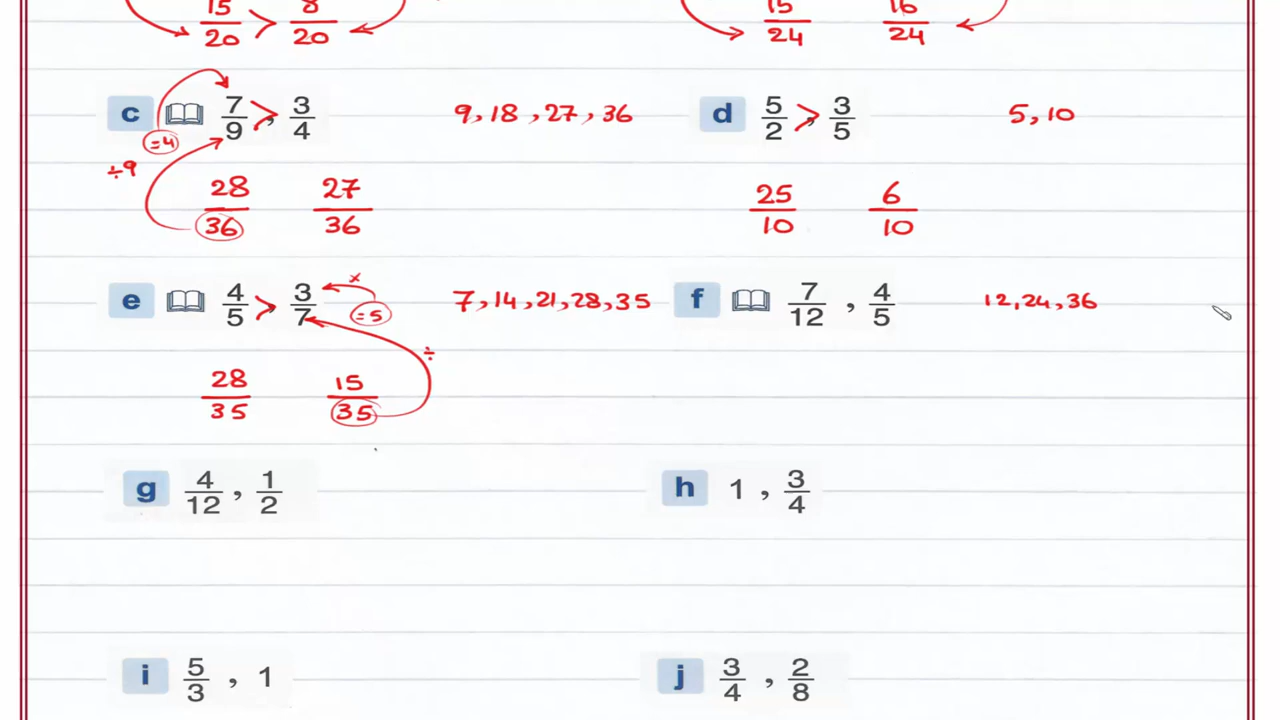 15/20 > 8/20
15/24 16/24
c 7/9 > , 3/4 9, 18, 27, 36
=4
÷9
28/36 27/36
d 5/2 > , 3/5 5, 10
25/10 6/10
e 4/5 > , 3/7 7, 14, 21, 28, 35
×
=5
÷
28/35 15/35
f 7/12 , 4/5 12, 24, 36
g 4/12 , 1/2
h 1 , 3/4
i 5/3 , 1
j 3/4 , 2/8